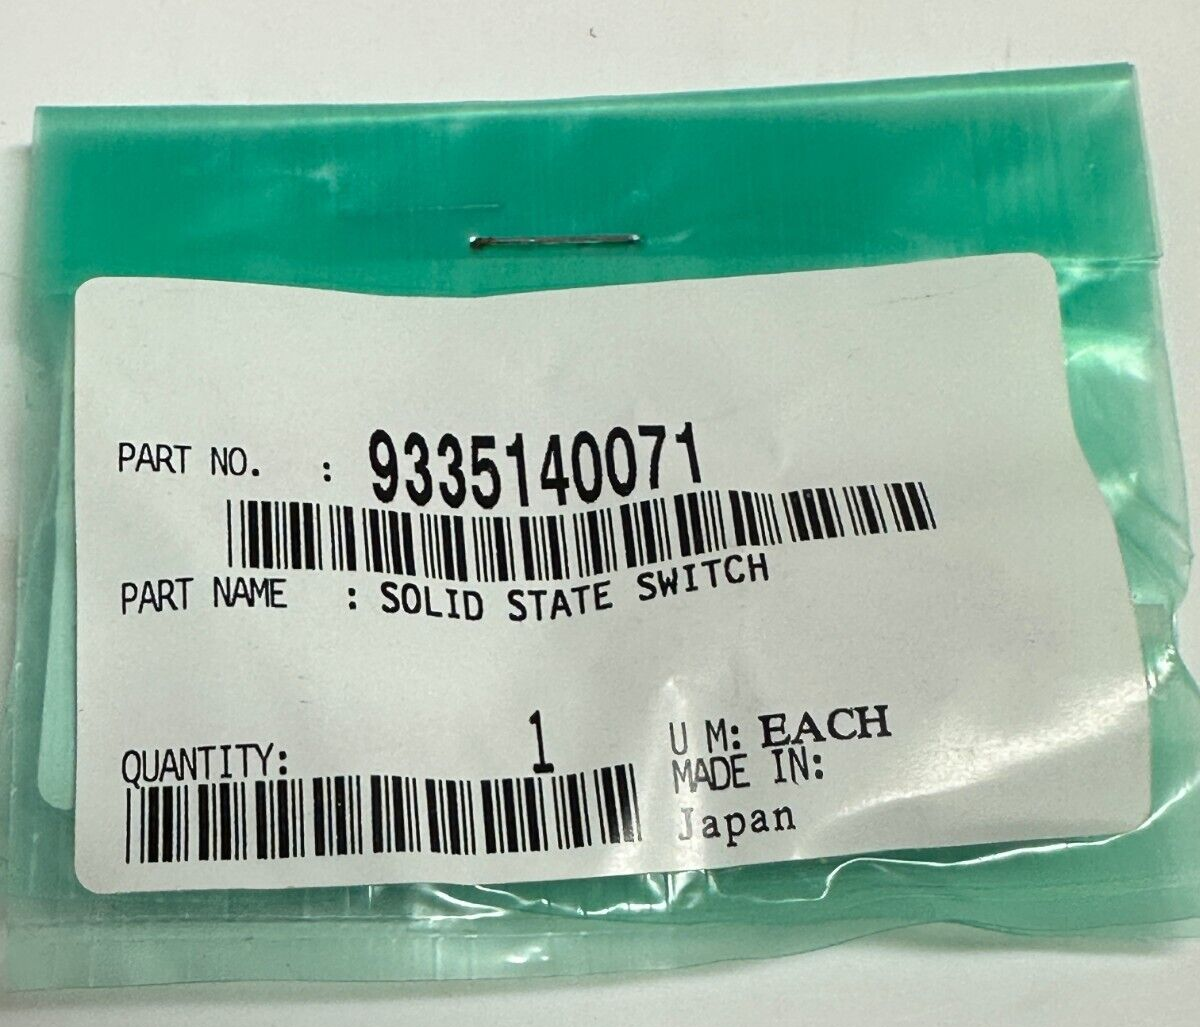 PART NO. : 9335140071
PART NAME : SOLID STATE SWITCH
QUANTITY: 1 U M: EACH
MADE IN:
Japan